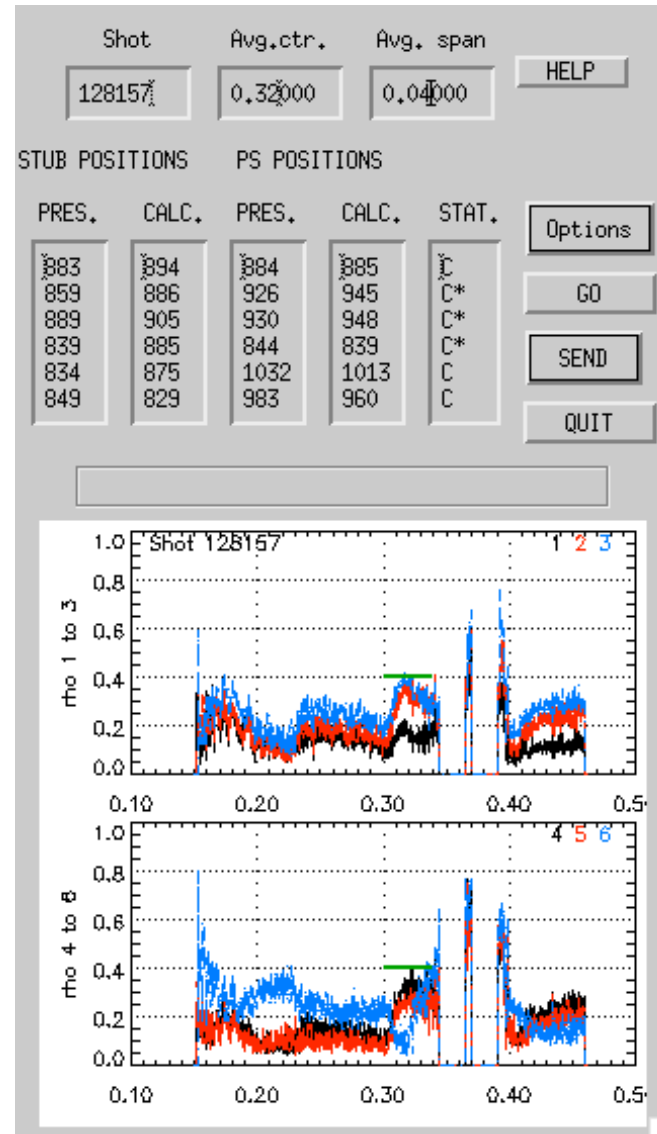 Shot Avg.ctr. Avg. span
128157 0.32000 0.04000 HELP
STUB POSITIONS PS POSITIONS
PRES. CALC. PRES. CALC. STAT. Options
883 894 884 885 C
859 886 926 945 C* GO
889 905 930 948 C*
839 885 844 839 C* SEND
834 875 1032 1013 C
849 829 983 960 C QUIT
Shot 128157 1 2 3
rho 1 to 3
1.0
0.8
0.6
0.4
0.2
0.0
0.10 0.20 0.30 0.40 0.5
4 5 6
rho 4 to 6
1.0
0.8
0.6
0.4
0.2
0.0
0.10 0.20 0.30 0.40 0.5